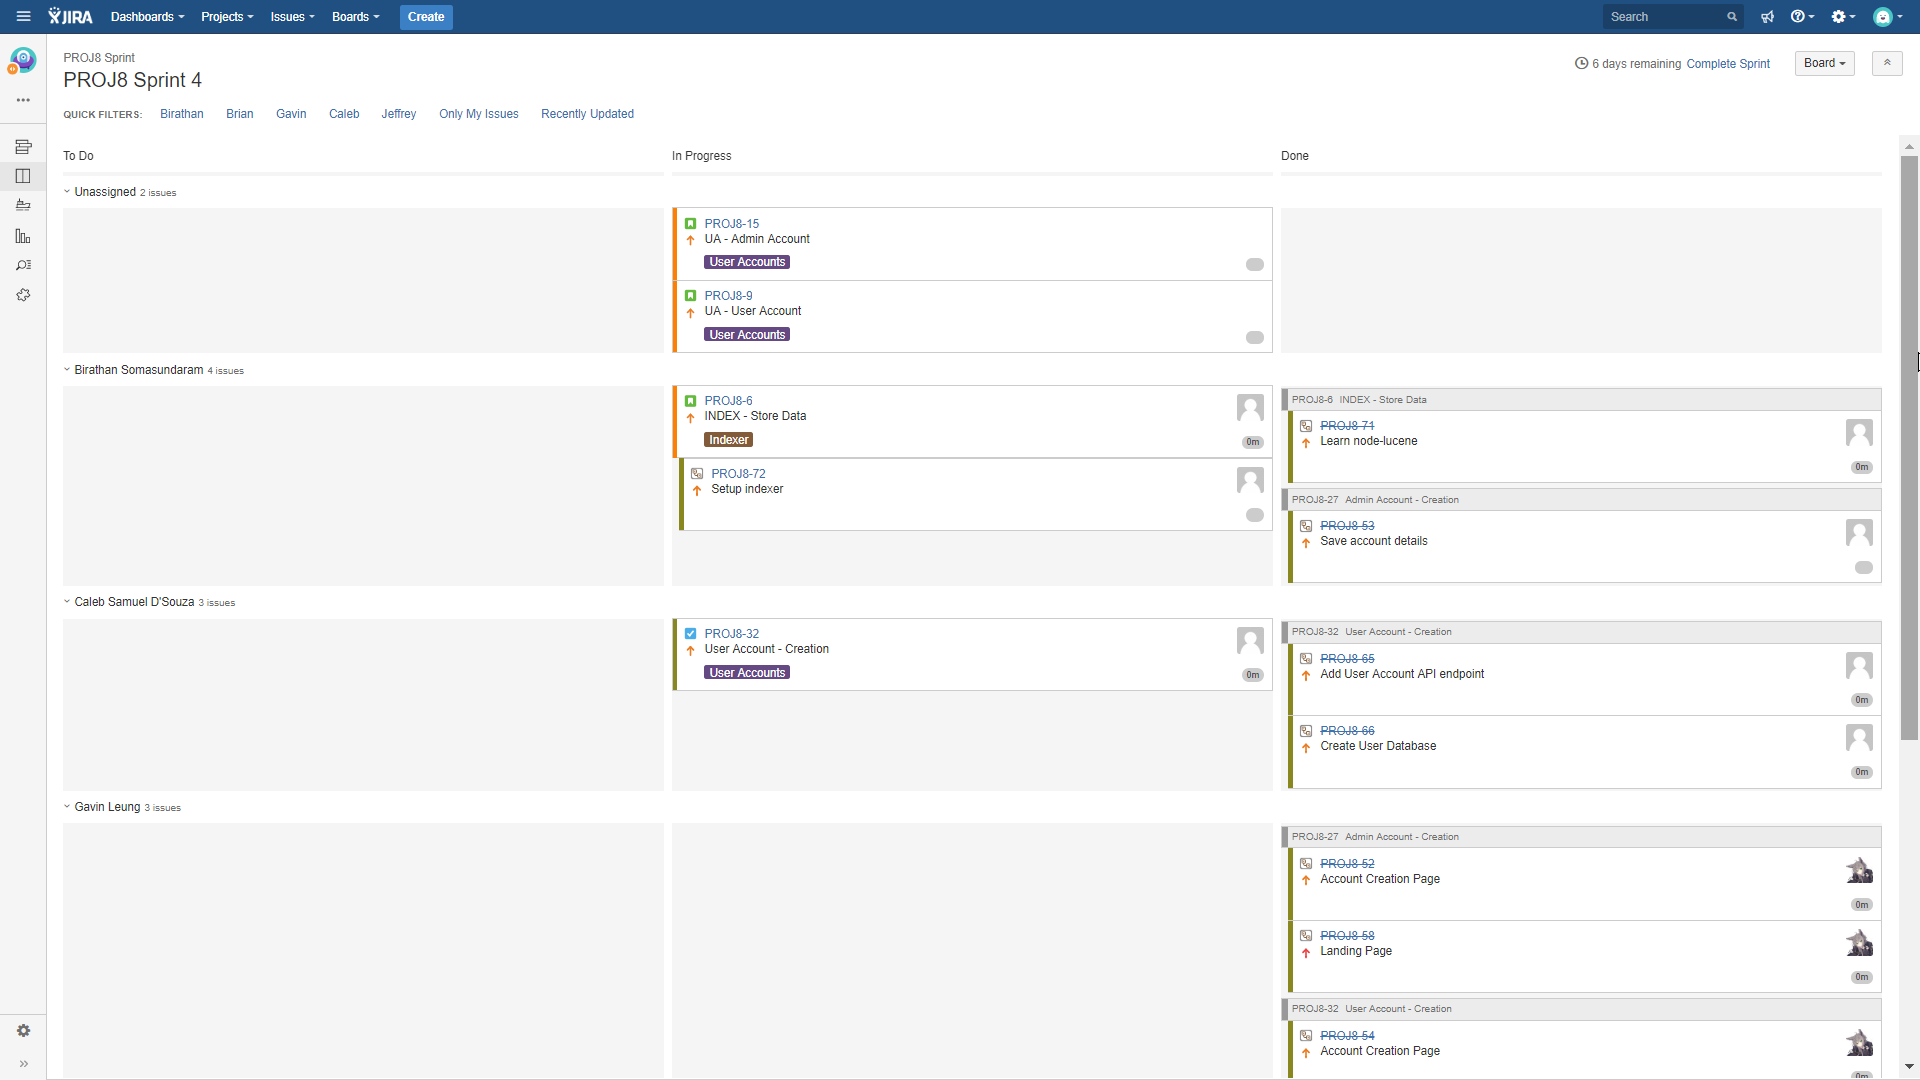 JIRA Dashboards Projects Issues Boards Create Search
PROJ8 Sprint
PROJ8 Sprint 4
6 days remaining Complete Sprint Board
QUICK FILTERS: Birathan Brian Gavin Caleb Jeffrey Only My Issues Recently Updated
To Do In Progress Done
Unassigned 2 issues
PROJ8-15
UA - Admin Account
User Accounts
PROJ8-9
UA - User Account
User Accounts
Birathan Somasundaram 4 issues
PROJ8-6
INDEX - Store Data
Indexer
0m
PROJ8-72
Setup indexer
PROJ8-6 INDEX - Store Data
PROJ8-71
Learn node-lucene
0m
PROJ8-27 Admin Account - Creation
PROJ8-53
Save account details
Caleb Samuel D'Souza 3 issues
PROJ8-32
User Account - Creation
User Accounts
0m
PROJ8-32 User Account - Creation
PROJ8-65
Add User Account API endpoint
0m
PROJ8-66
Create User Database
0m
Gavin Leung 3 issues
PROJ8-27 Admin Account - Creation
PROJ8-52
Account Creation Page
0m
PROJ8-58
Landing Page
0m
PROJ8-32 User Account - Creation
PROJ8-54
Account Creation Page
0m